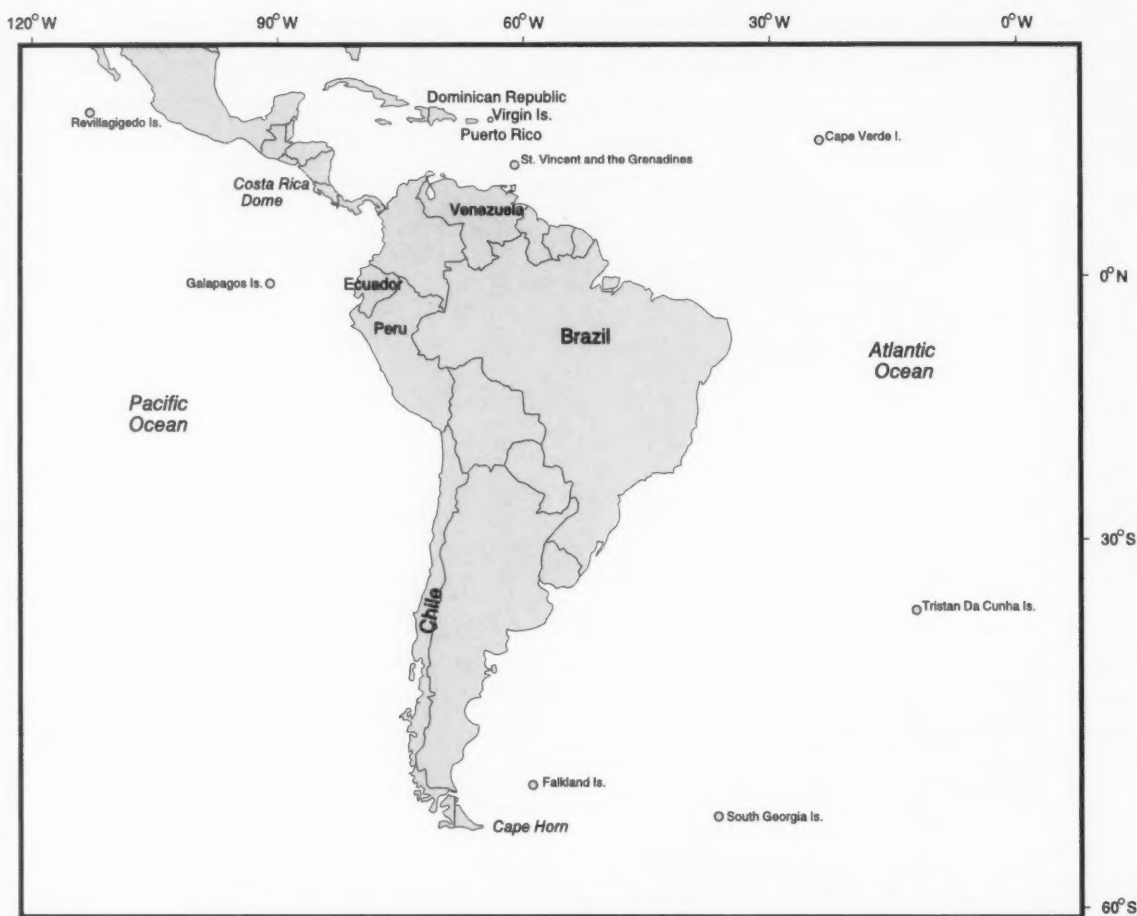 120°W 90°W 60°W 30°W 0°W
Dominican Republic
Virgin Is.
Revillagigedo Is.
Puerto Rico
Cape Verde I.
St. Vincent and the Grenadines
Costa Rica
Dome
Venezuela
0°N
Galapagos Is.
Ecuador
Peru
Brazil
Atlantic
Ocean
Pacific
Ocean
30°S
Chile
Tristan Da Cunha Is.
Falkland Is.
South Georgia Is.
Cape Horn
60°S